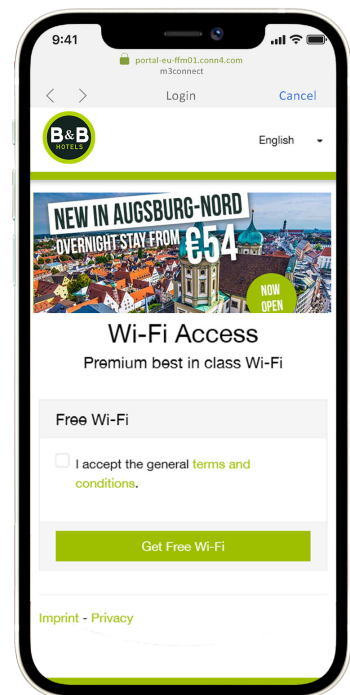 9:41
portal-eu-ffm01.conn4.com
m3connect
Login
Cancel
B&B
HOTELS
English
NEW IN AUGSBURG-NORD
OVERNIGHT STAY FROM €54
NOW
OPEN
Wi-Fi Access
Premium best in class Wi-Fi
Free Wi-Fi
I accept the general terms and
conditions.
Get Free Wi-Fi
Imprint - Privacy